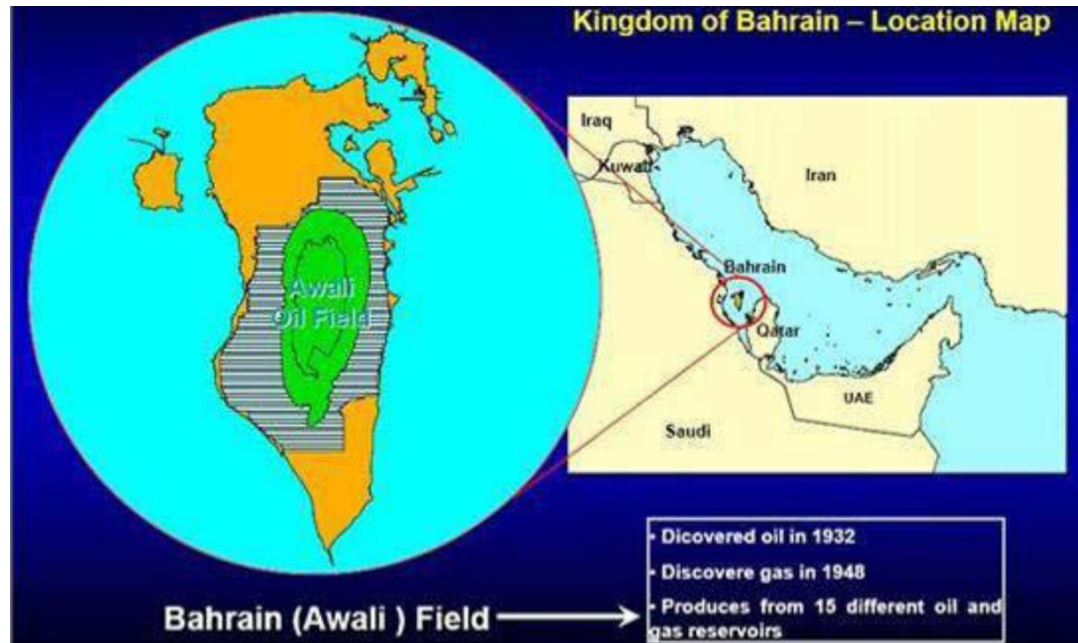 Kingdom of Bahrain – Location Map
Iraq
Kuwait
Iran
Bahrain
Qatar
UAE
Saudi
Awali
Oil Field
Bahrain (Awali ) Field
• Dicovered oil in 1932
• Discovere gas in 1948
• Produces from 15 different oil and
gas reservoirs